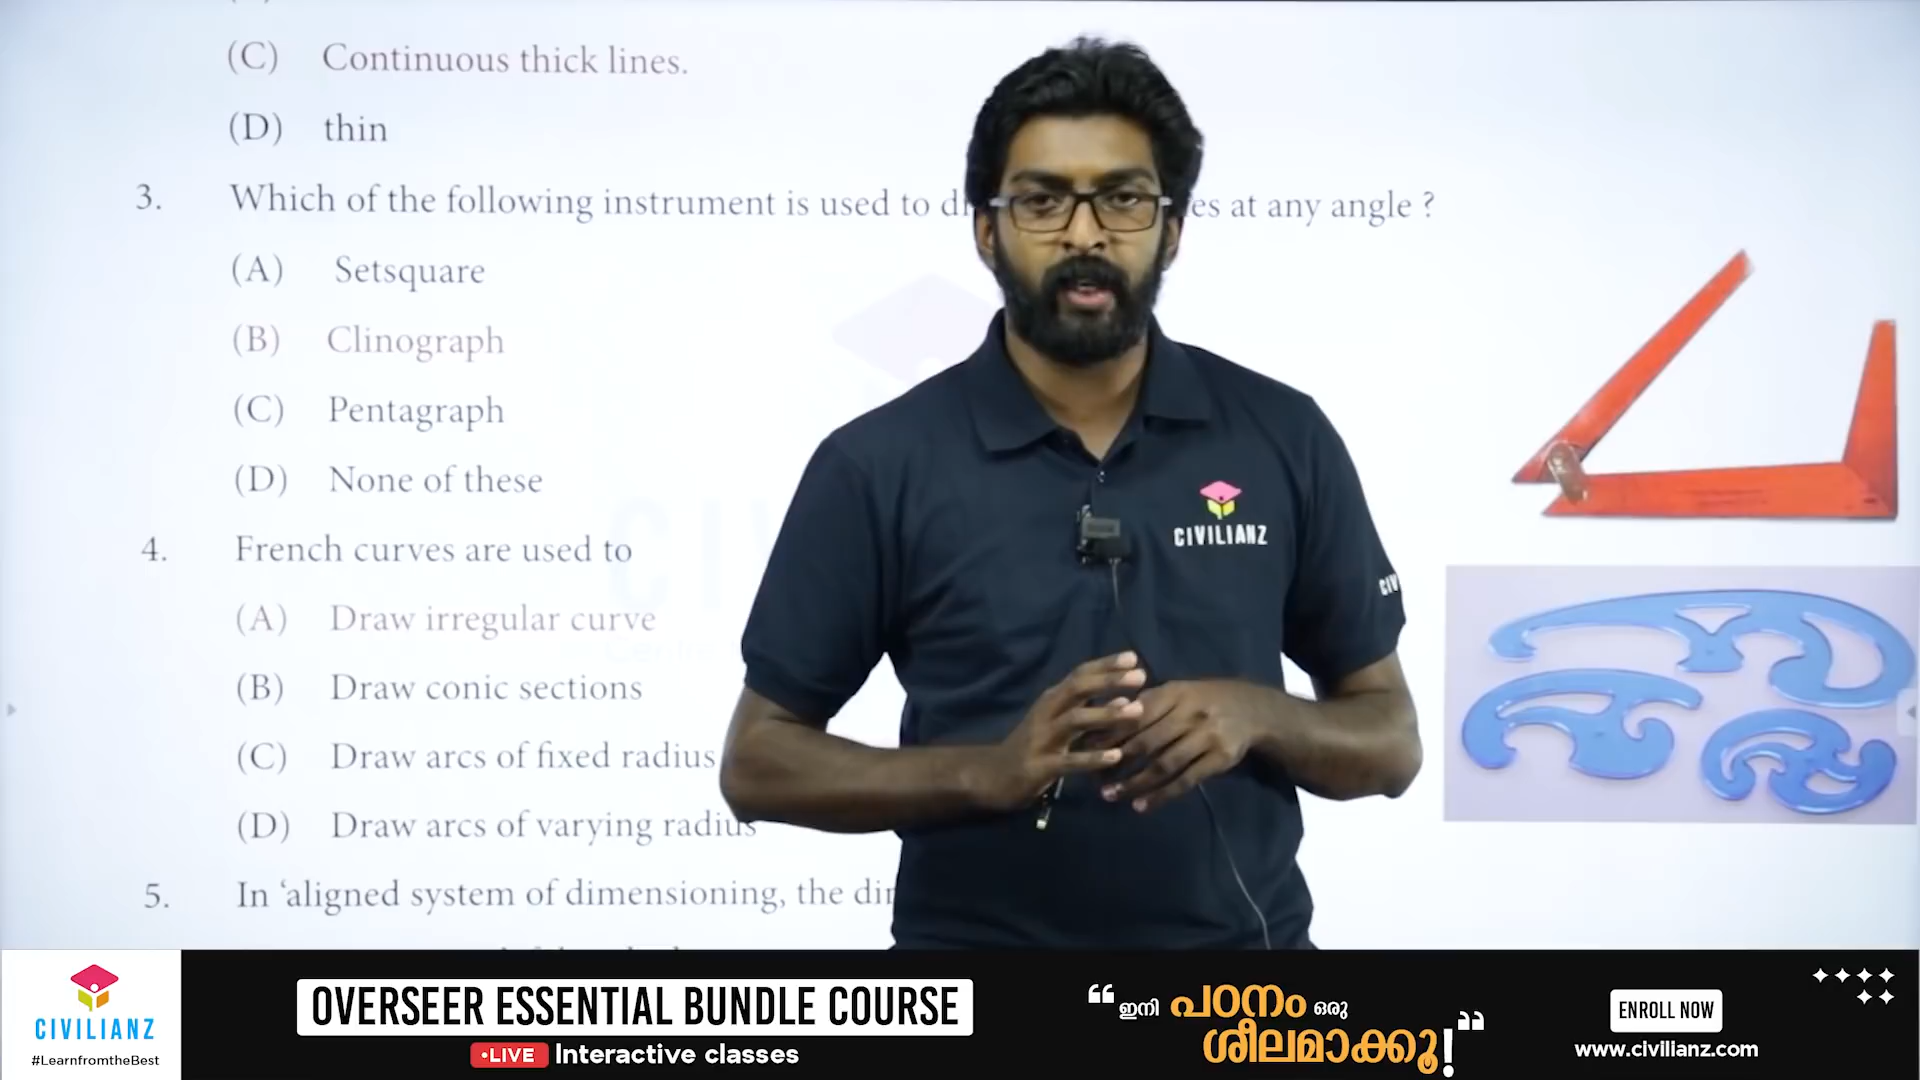 (C) Continuous thick lines.
(D) thin
3. Which of the following instrument is used to es at any angle ?
(A) Setsquare
(B) Clinograph
(C) Pentagraph
(D) None of these
4. French curves are used to
(A) Draw irregular curve
(B) Draw conic sections
(C) Draw arcs of fixed radius
(D) Draw arcs of varying radius
5. In ‘aligned system of dimensioning, the
CIVILIANZ
CIV
CIVILIANZ
#LearnfromtheBest
OVERSEER ESSENTIAL BUNDLE COURSE
•LIVE Interactive classes
“ഇനി പഠനം ഒരു
ശീലമാക്കൂ!”
ENROLL NOW
www.civilianz.com